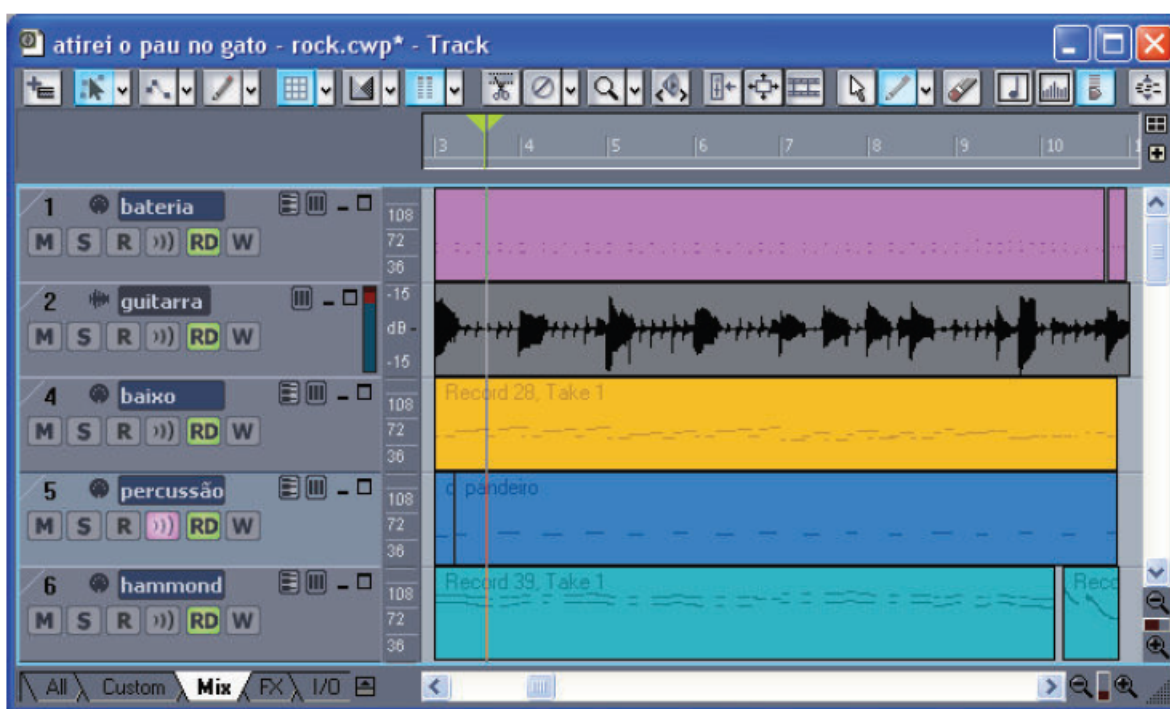 atirei o pau no gato - rock.cwp* - Track
3 4 5 6 7 8 9 10 1
1 bateria
M S R RD W
108
72
36
2 guitarra
M S R RD W
-15
dB -
-15
4 baixo
M S R RD W
108
72
36
Record 28, Take 1
5 percussão
M S R RD W
108
72
36
pandeiro
6 hammond
M S R RD W
108
72
36
Record 39, Take 1 Reco
All Custom Mix FX I/O